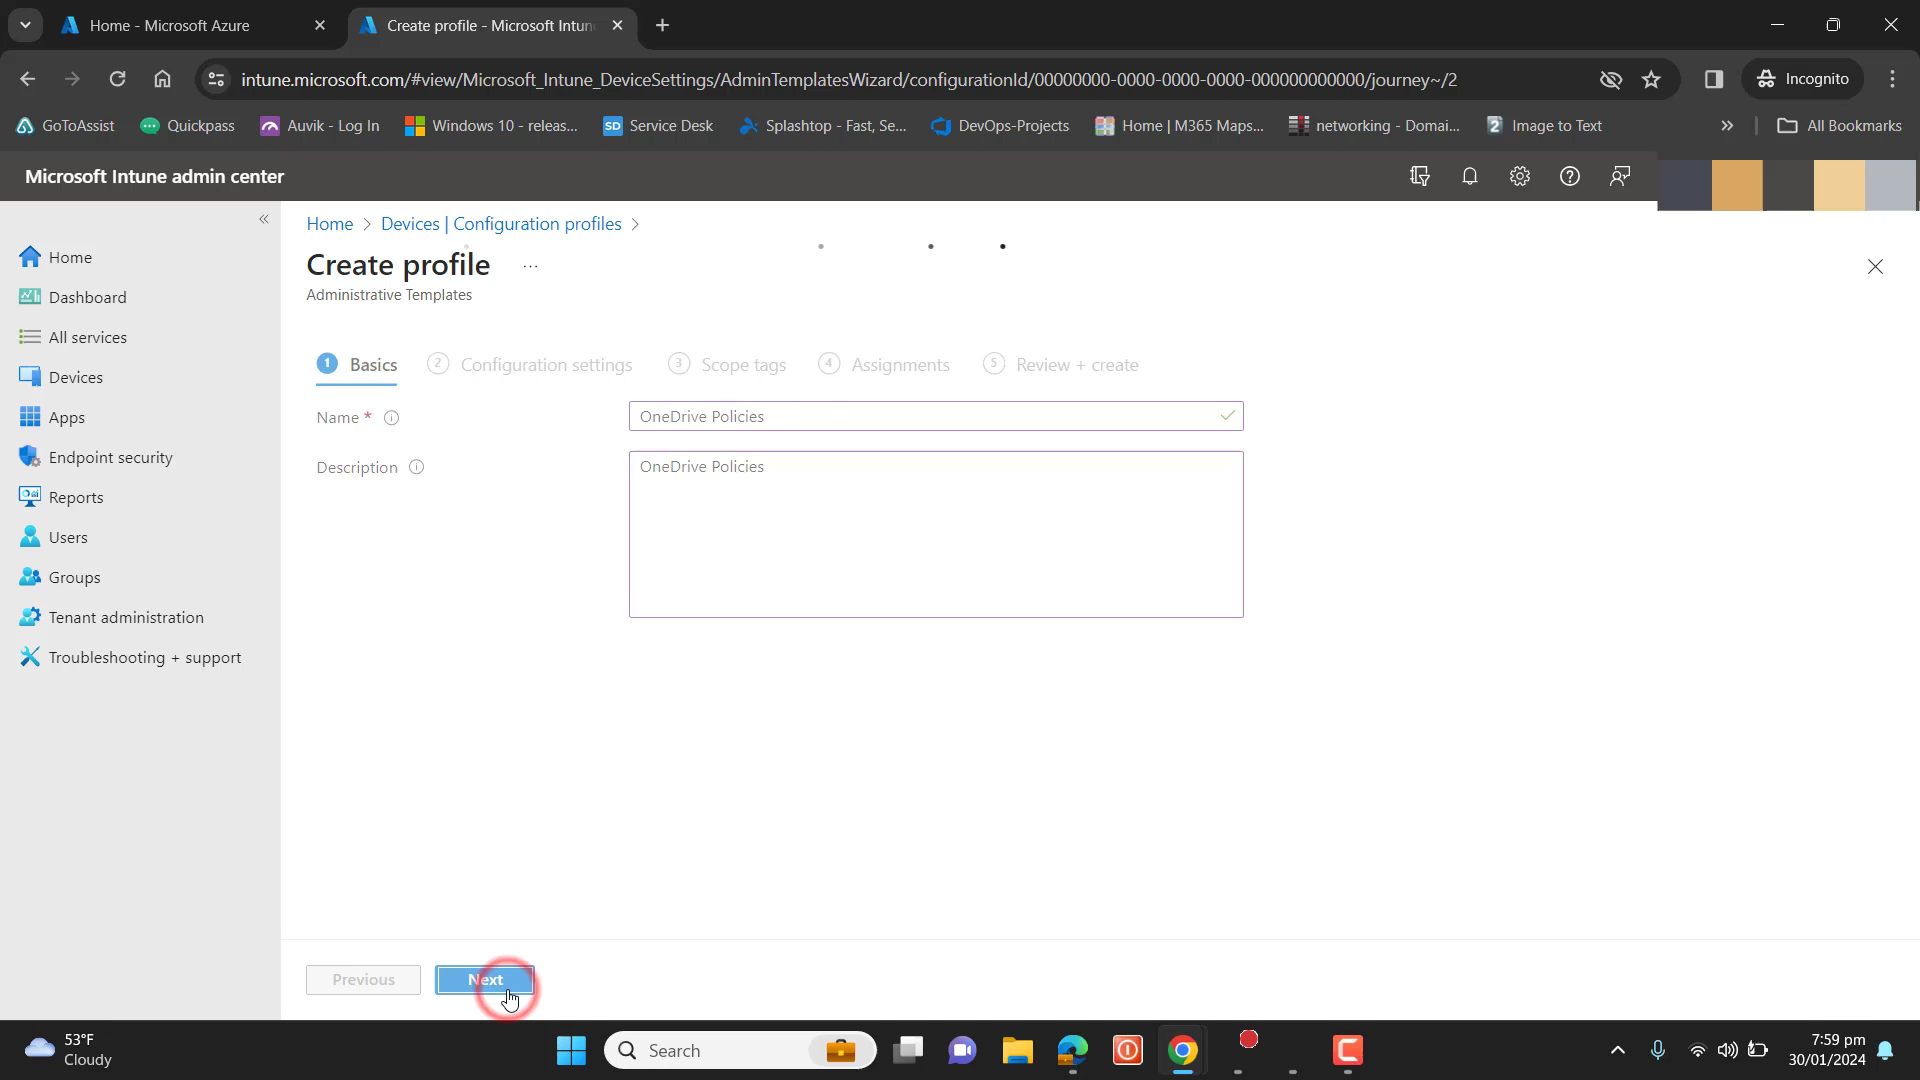 Home - Microsoft Azure
Create profile - Microsoft Intun
intune.microsoft.com/#view/Microsoft_Intune_DeviceSettings/AdminTemplatesWizard/configurationId/00000000-0000-0000-0000-000000000000/journey~/2
Incognito
GoToAssist
Quickpass
Auvik - Log In
Windows 10 - releas...
SD Service Desk
Splashtop - Fast, Se...
DevOps-Projects
Home | M365 Maps...
networking - Domai...
2 Image to Text
All Bookmarks
Microsoft Intune admin center
Home > Devices | Configuration profiles >
Create profile ...
Administrative Templates
Home
Dashboard
All services
Devices
Apps
Endpoint security
Reports
Users
Groups
Tenant administration
Troubleshooting + support
1 Basics
2 Configuration settings
3 Scope tags
4 Assignments
5 Review + create
Name *
OneDrive Policies
Description
OneDrive Policies
Previous
Next
53°F
Cloudy
Search
7:59 pm
30/01/2024